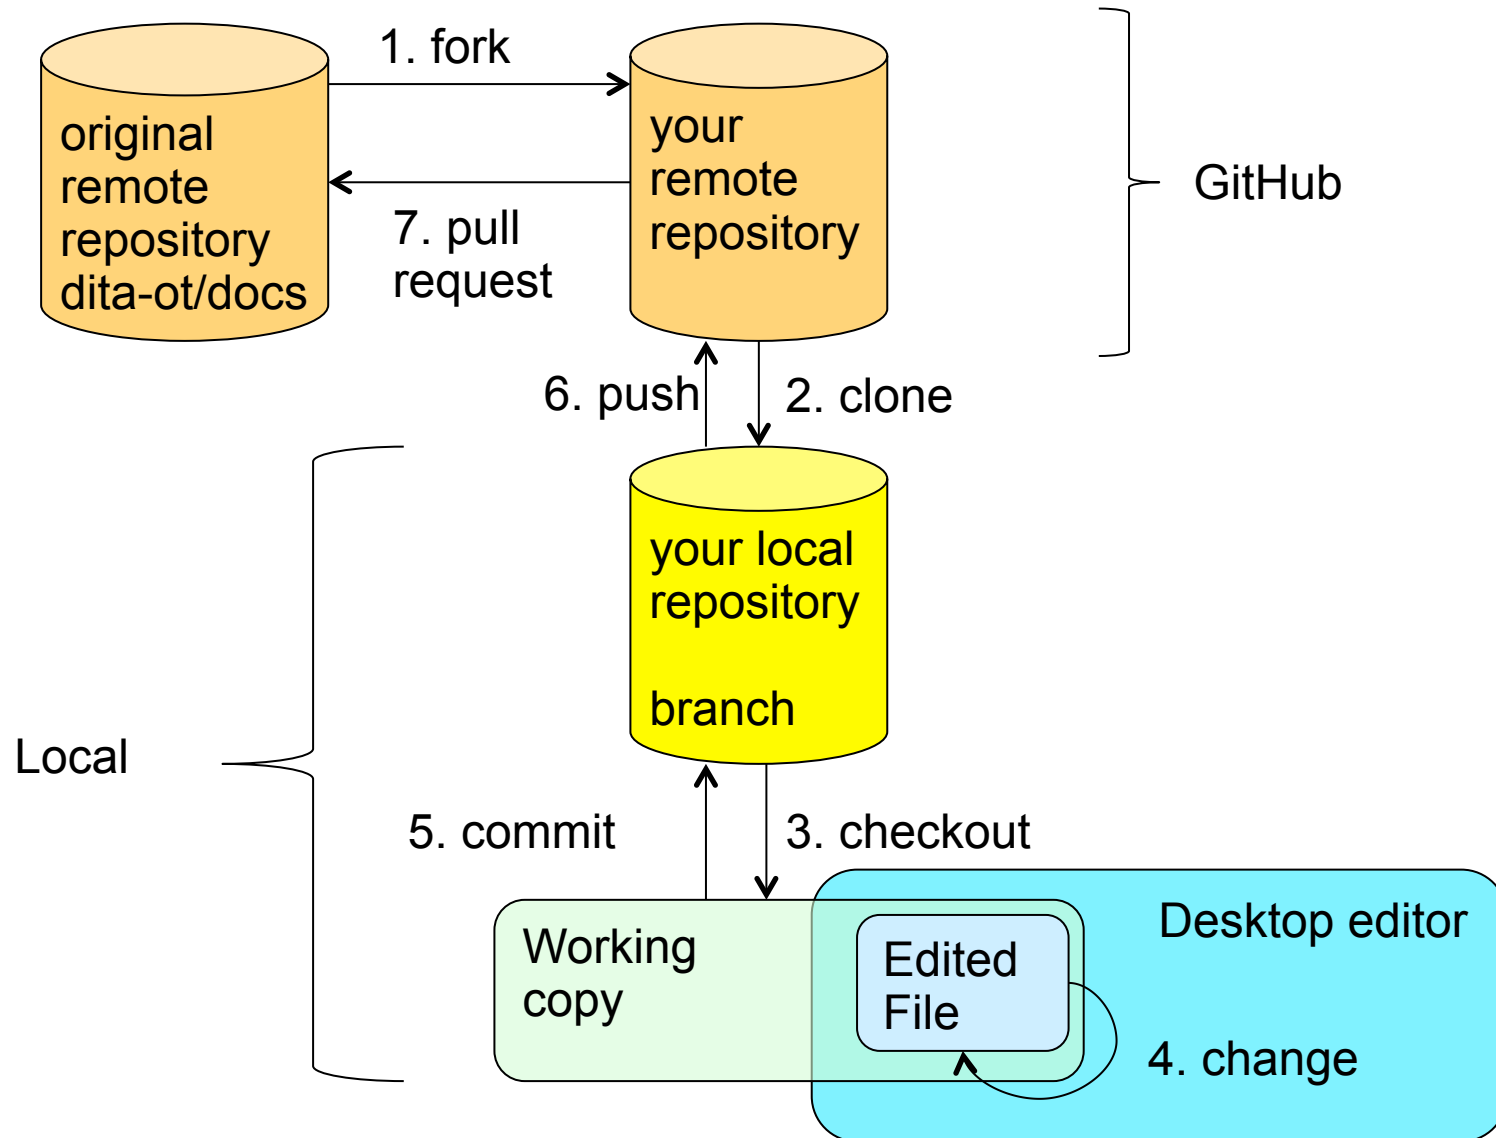 1. fork
original
remote
repository
dita-ot/docs
your
remote
repository
7. pull
request
GitHub
6. push
2. clone
your local
repository
branch
Local
5. commit
3. checkout
Working
copy
Edited
File
Desktop editor
4. change